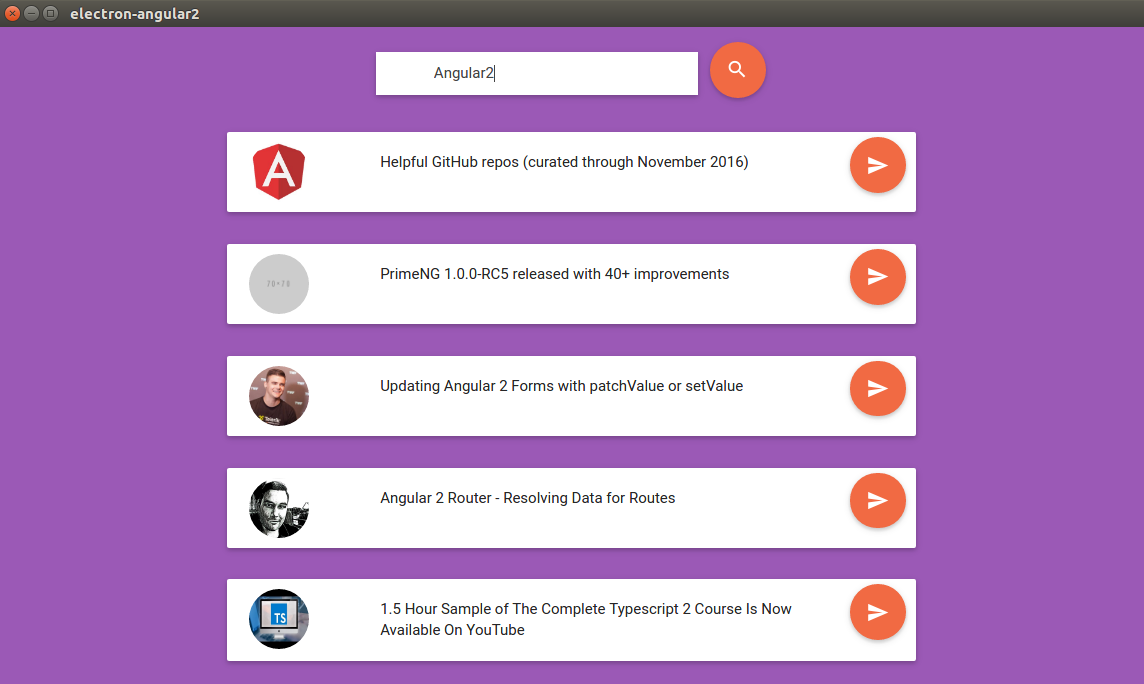 electron-angular2
Angular2
Helpful GitHub repos (curated through November 2016)
70×70
PrimeNG 1.0.0-RC5 released with 40+ improvements
Updating Angular 2 Forms with patchValue or setValue
Angular 2 Router - Resolving Data for Routes
TS
1.5 Hour Sample of The Complete Typescript 2 Course Is Now
Available On YouTube